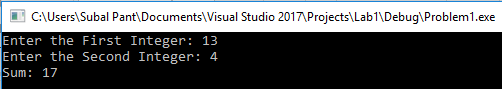 C:\Users\Subal Pant\Documents\Visual Studio 2017\Projects\Lab1\Debug\Problem1.exe
Enter the First Integer: 13
Enter the Second Integer: 4
Sum: 17